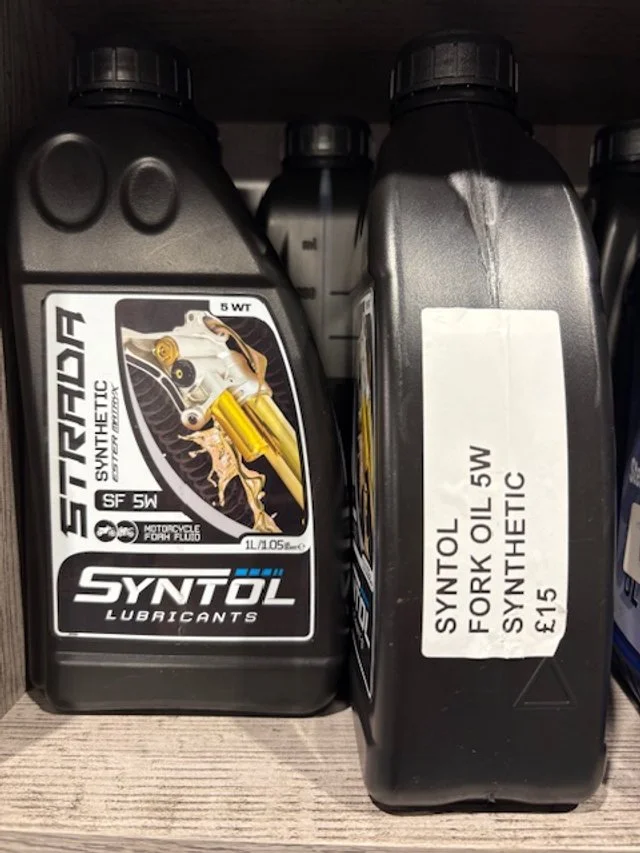 5 WT
STRADA
SYNTHETIC
ESTER MATRIX
SF 5W
MOTORCYCLE
FORK FLUID
1L/1.05
SYNTOL
LUBRICANTS
SYNTOL
FORK OIL 5W
SYNTHETIC
£15